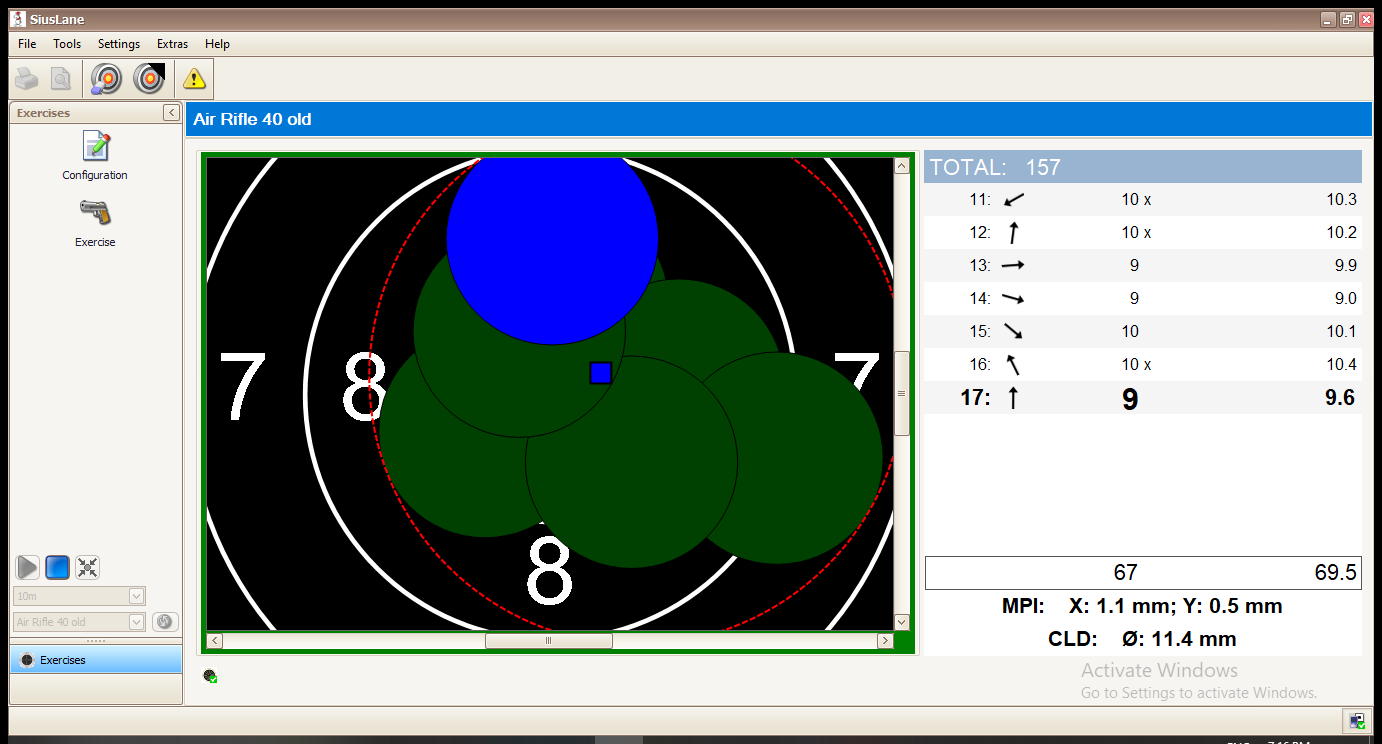 SiusLane
File Tools Settings Extras Help
Exercises
Configuration
Exercise
10m
Air Rifle 40 old
Exercises
Air Rifle 40 old
7 8 7
8
TOTAL: 157
11: 10 x 10.3
12: 10 x 10.2
13: 9 9.9
14: 9 9.0
15: 10 10.1
16: 10 x 10.4
17: 9 9.6
67 69.5
MPI: X: 1.1 mm; Y: 0.5 mm
CLD: Ø: 11.4 mm
Activate Windows
Go to Settings to activate Windows.